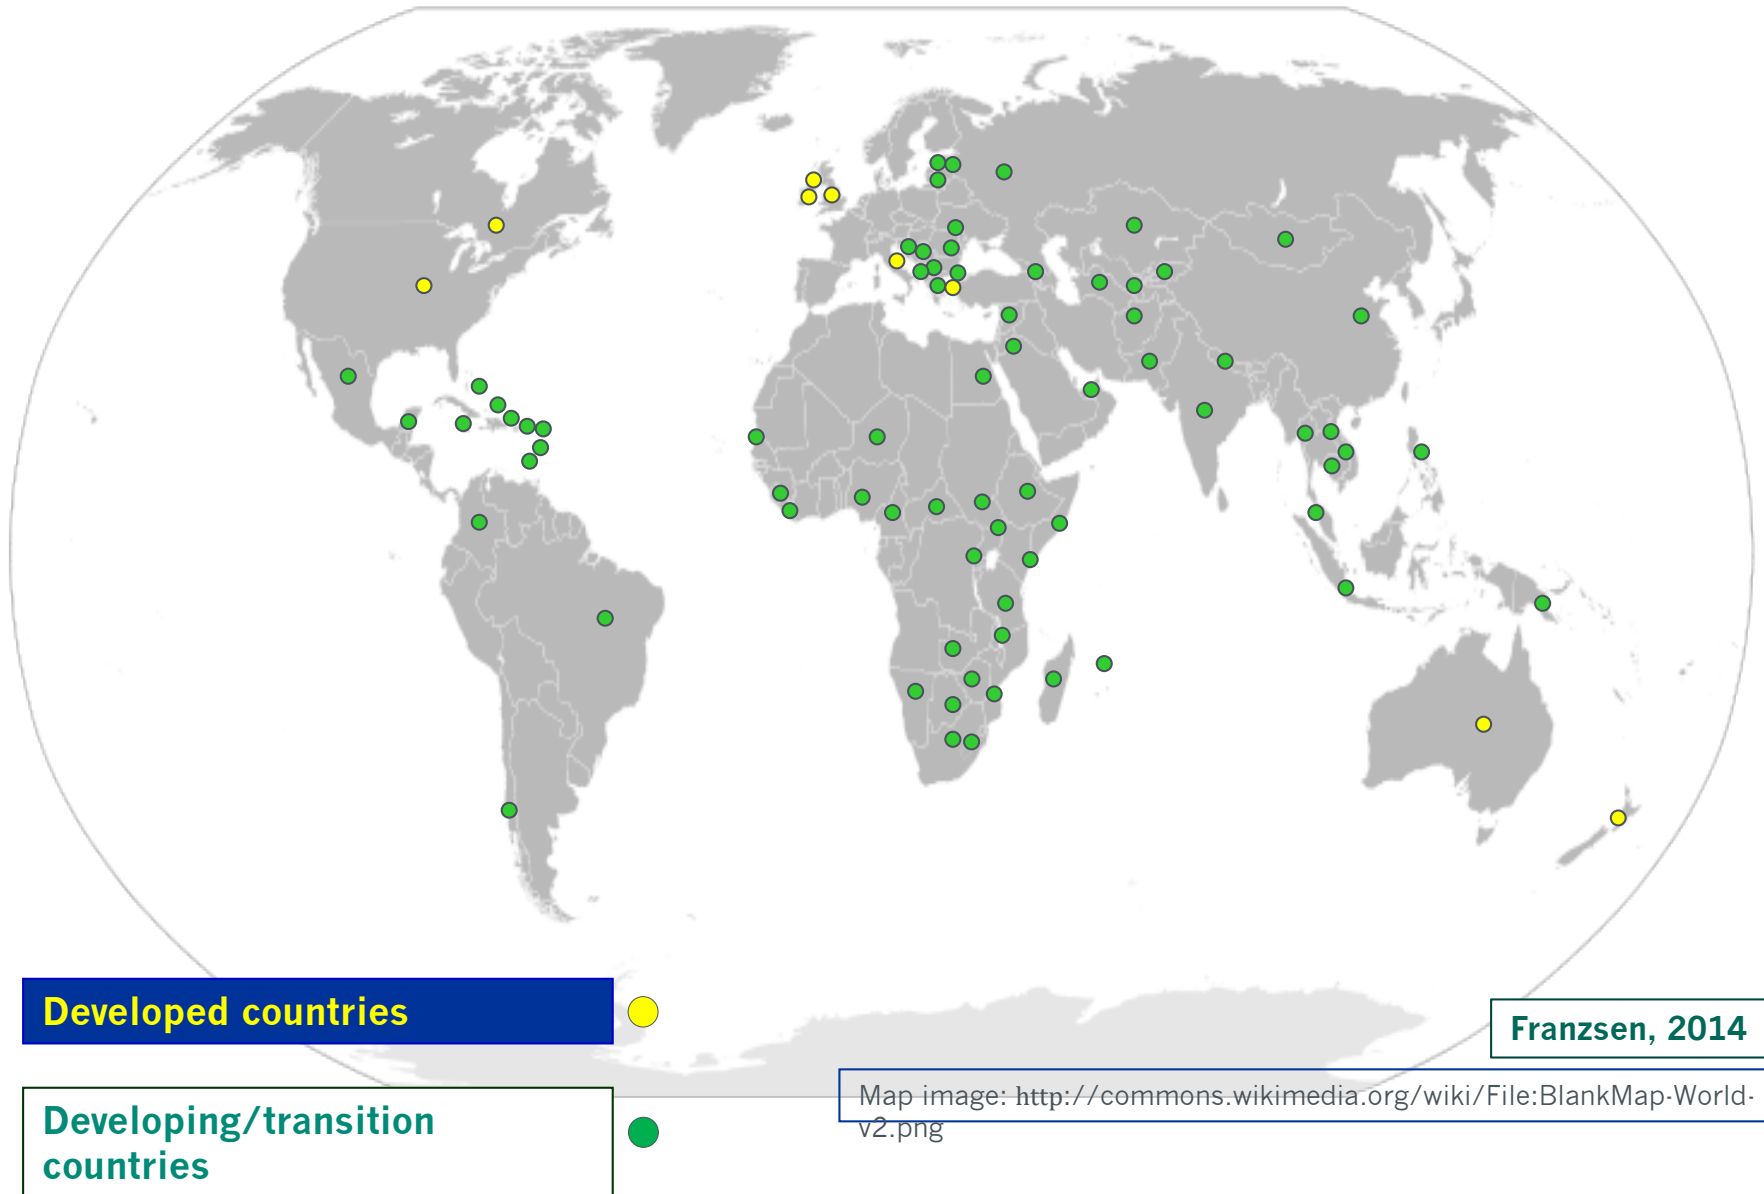 Developed countries
Franzsen, 2014
Map image: http://commons.wikimedia.org/wiki/File:BlankMap-World-
v2.png
Developing/transition
countries